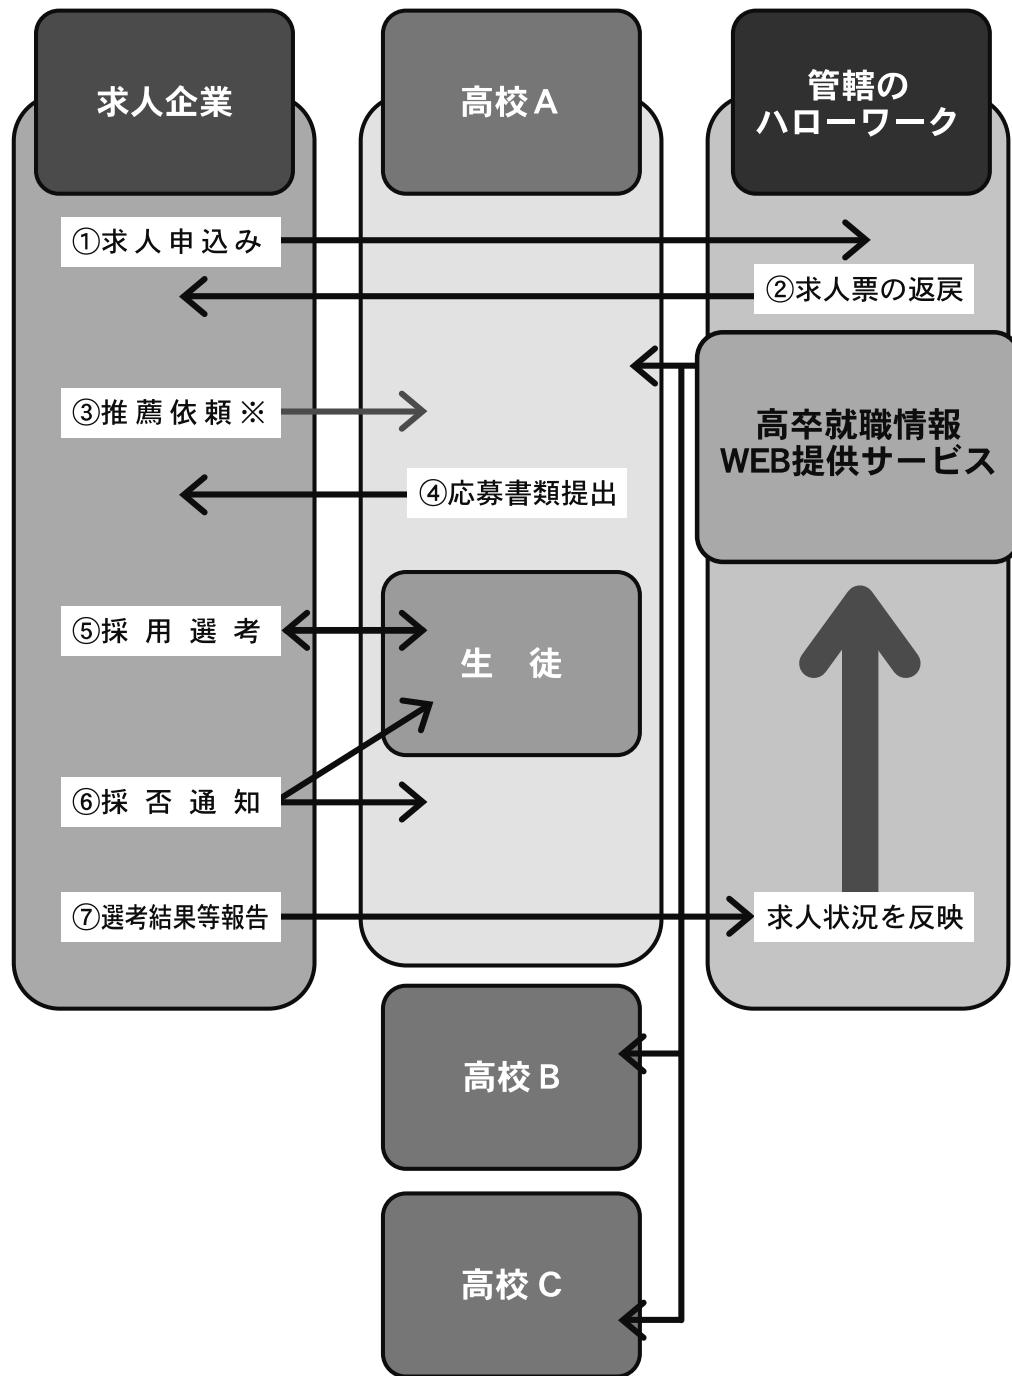 求人企業
高校A
管轄の
ハローワーク
①求人申込み
②求人票の返戻
③推薦依頼※
高卒就職情報
WEB提供サービス
④応募書類提出
⑤採用選考
生 徒
⑥採否通知
⑦選考結果等報告
求人状況を反映
高校B
高校C